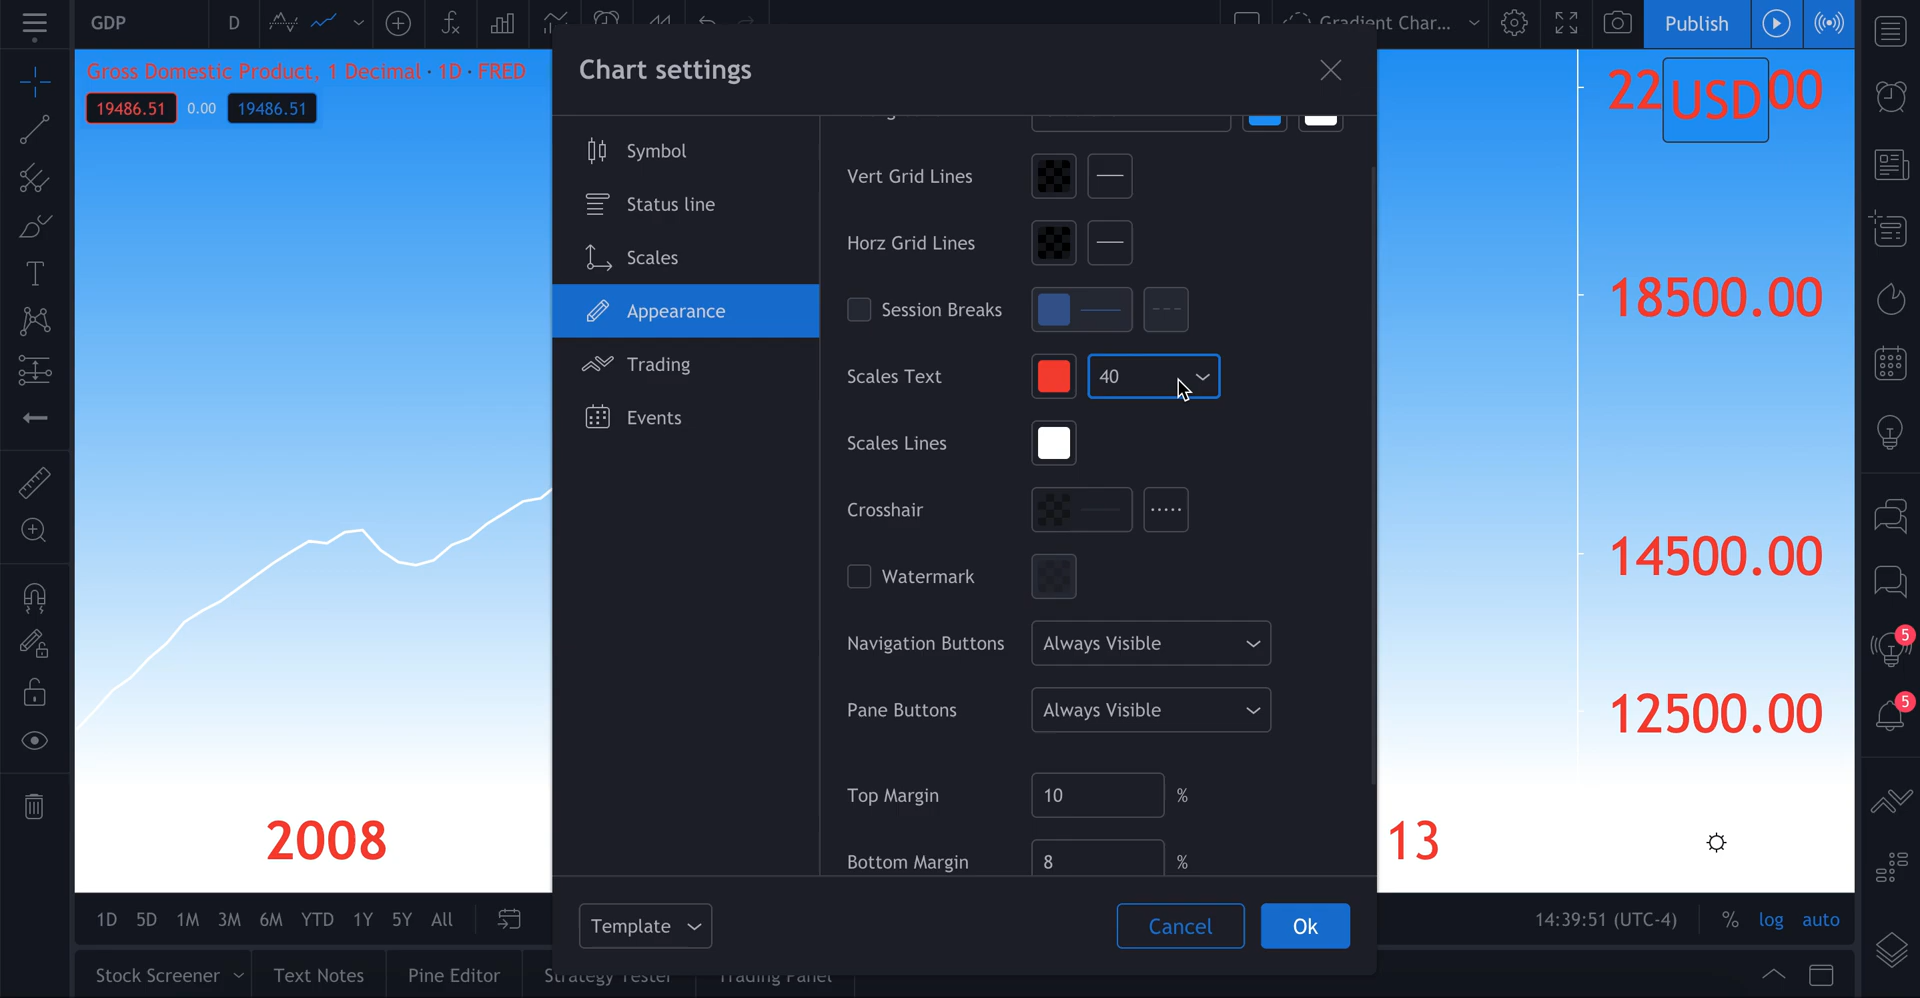 GDP
D
Gradient Char...
Publish
Gross Domestic Product, 1 Decimal · 1D · FRED
19486.51 0.00 19486.51
Chart settings
Symbol
Status line
Scales
Appearance
Trading
Events
Vert Grid Lines
Horz Grid Lines
Session Breaks
Scales Text 40
Scales Lines
Crosshair
Watermark
Navigation Buttons Always Visible
Pane Buttons Always Visible
Top Margin 10 %
Bottom Margin 8 %
Template
Cancel
Ok
USD
18500.00
14500.00
12500.00
2008
13
5
5
1D 5D 1M 3M 6M YTD 1Y 5Y All
14:39:51 (UTC-4) % log auto
Stock Screener Text Notes Pine Editor Strategy Tester Trading Panel